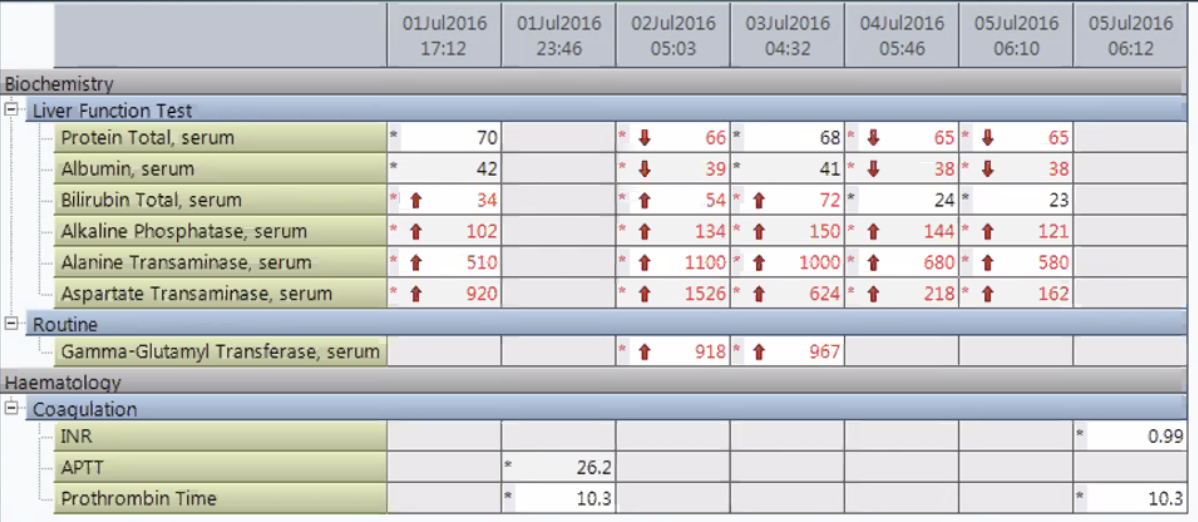 01Jul2016 01Jul2016 02Jul2016 03Jul2016 04Jul2016 05Jul2016 05Jul2016
17:12 23:46 05:03 04:32 05:46 06:10 06:12
Biochemistry
Liver Function Test
Protein Total, serum * 70 * 66 * 68 * 65 * 65
Albumin, serum * 42 * 39 * 41 * 38 * 38
Bilirubin Total, serum * 34 * 54 * 72 * 24 * 23
Alkaline Phosphatase, serum * 102 * 134 * 150 * 144 * 121
Alanine Transaminase, serum * 510 * 1100 * 1000 * 680 * 580
Aspartate Transaminase, serum * 920 * 1526 * 624 * 218 * 162
Routine
Gamma-Glutamyl Transferase, serum * 918 * 967
Haematology
Coagulation
INR * 0.99
APTT * 26.2
Prothrombin Time * 10.3 * 10.3